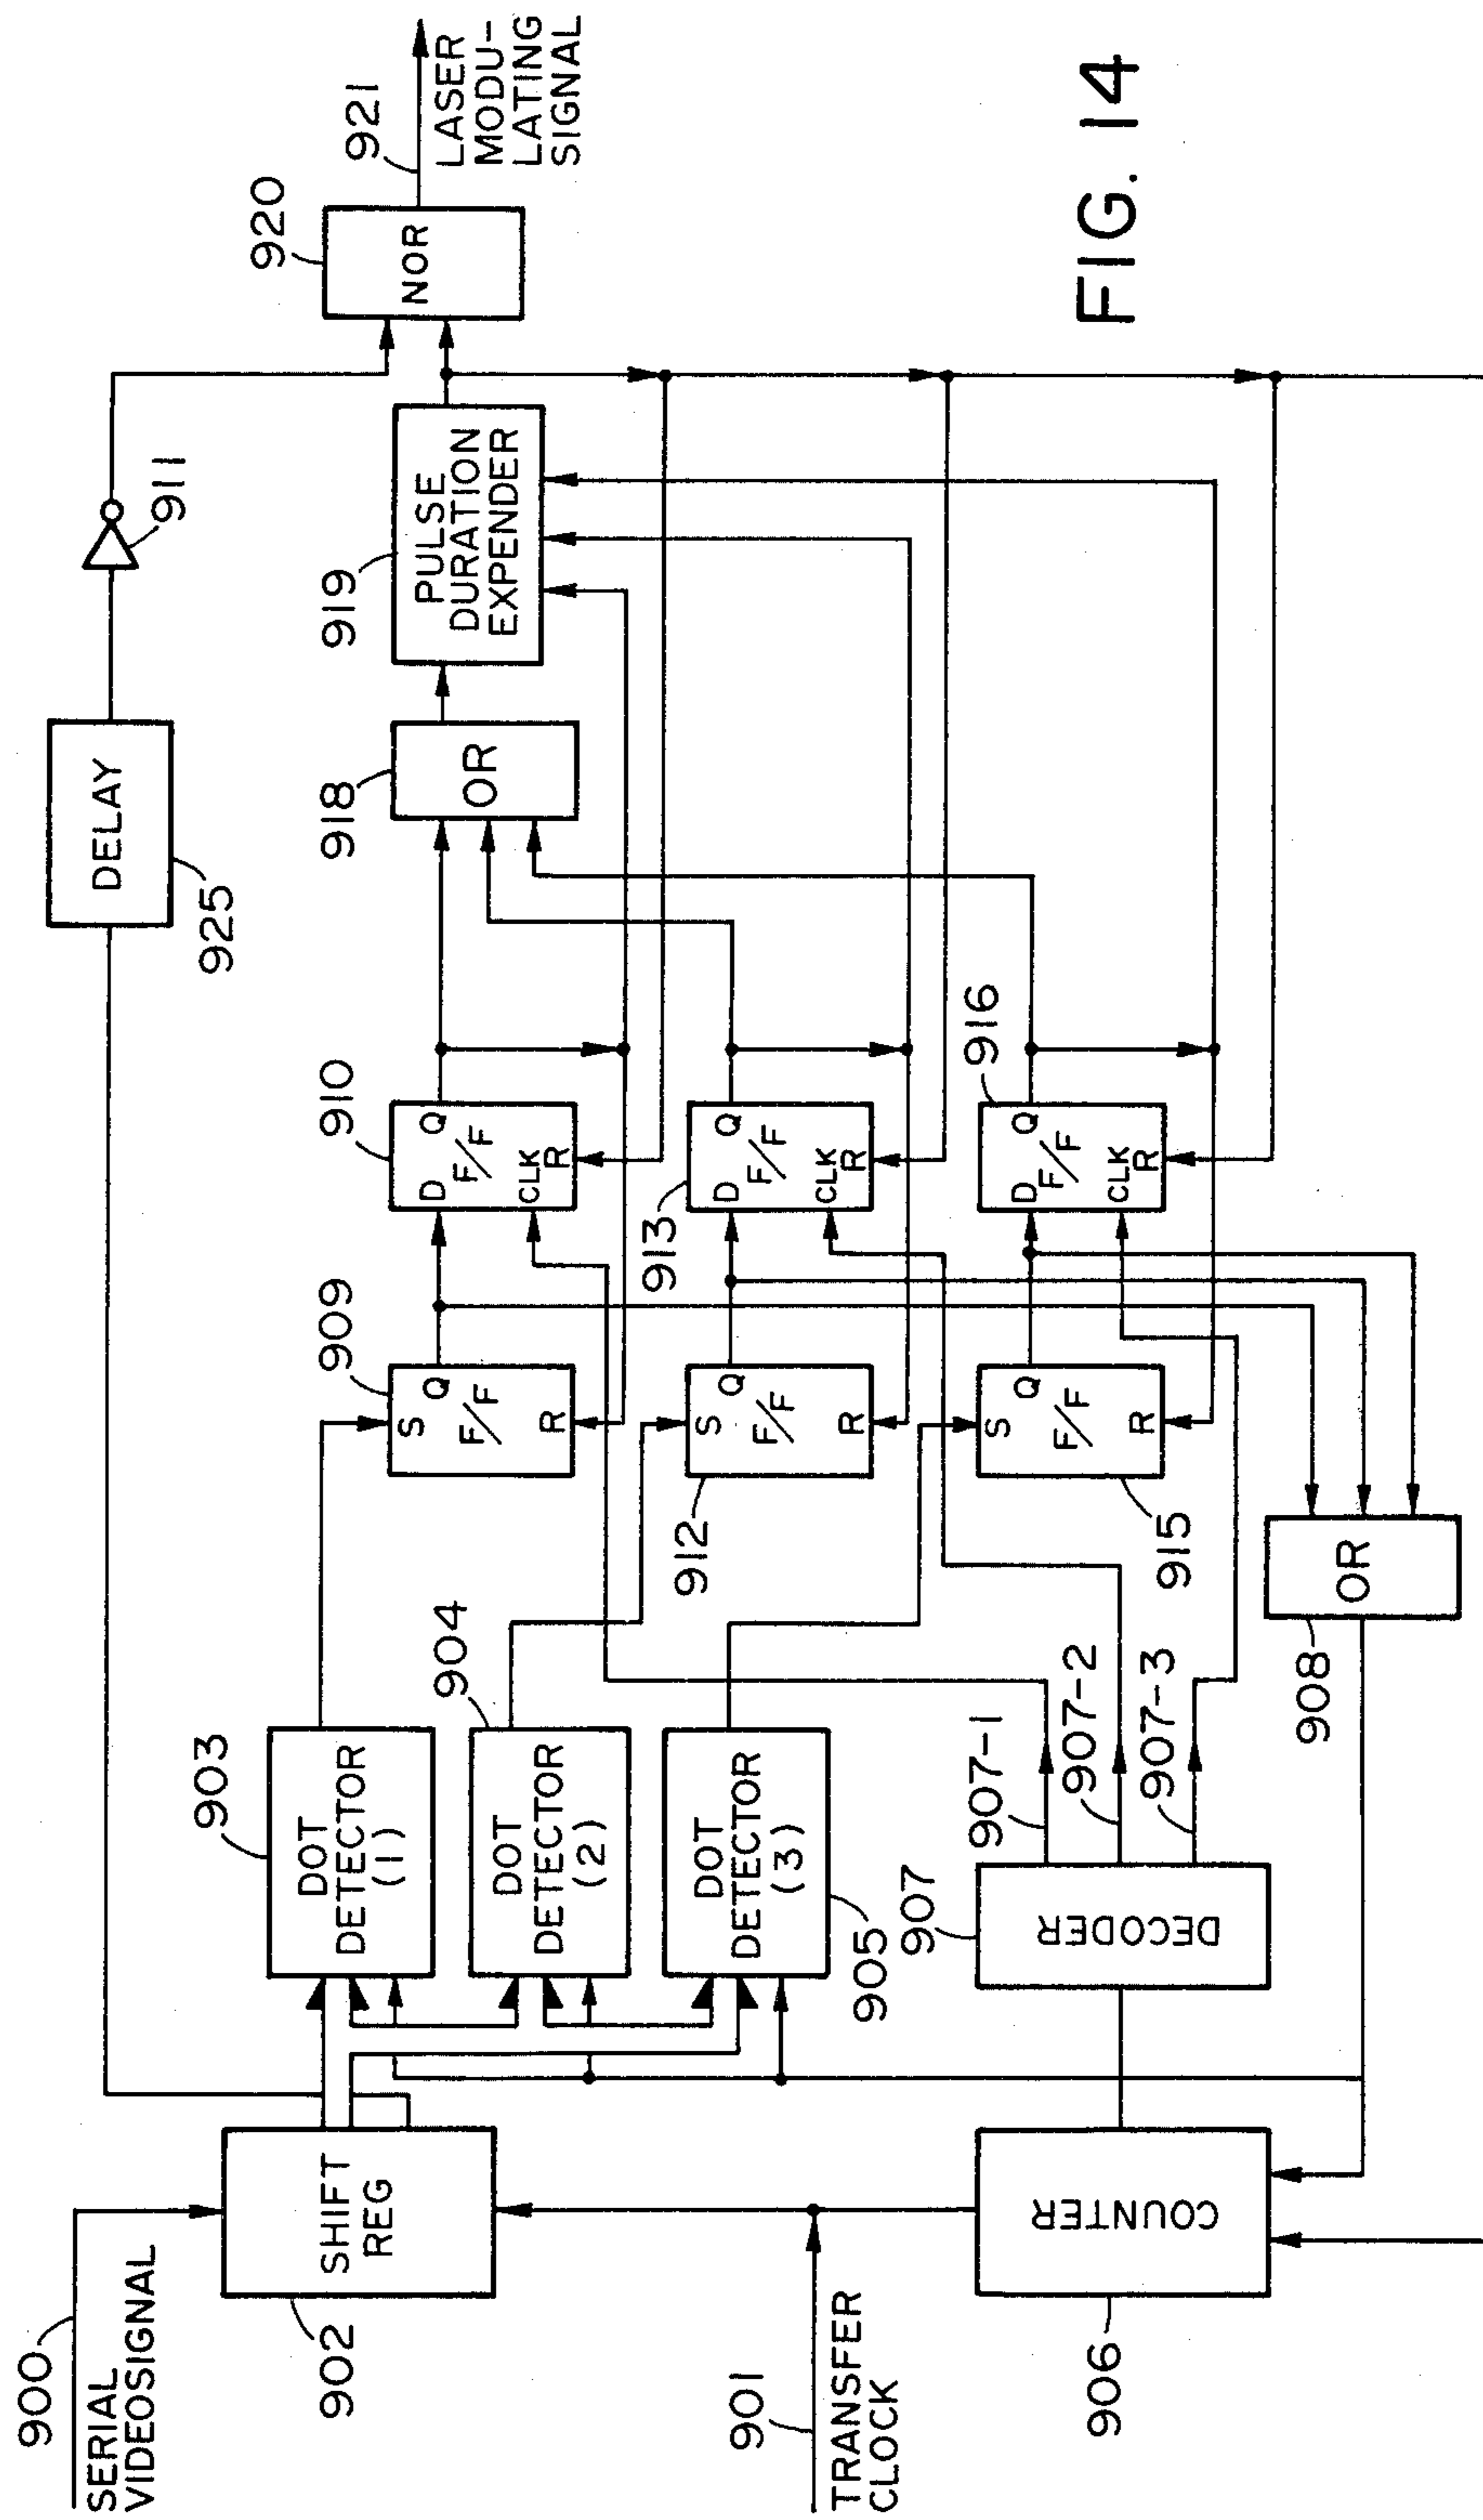 900
SERIAL
VIDEOSIGNAL
902
SHIFT
REG
901
TRANSFER
CLOCK
906
COUNTER
903
DOT
DETECTOR
(1)
904
DOT
DETECTOR
(2)
DOT
DETECTOR
(3)
905
907
DECODER
907-1
907-2
907-3
908
OR
909
S Q
F/F
R
912
S Q
F/F
R
915
S Q
F/F
R
910
D Q
F/F
CLK
R
913
D Q
F/F
CLK
R
916
D Q
F/F
CLK
R
DELAY
925
918
OR
919
PULSE
DURATION
EXPENDER
911
920
NOR
921
LASER
MODU-
LATING
SIGNAL
FIG. 14